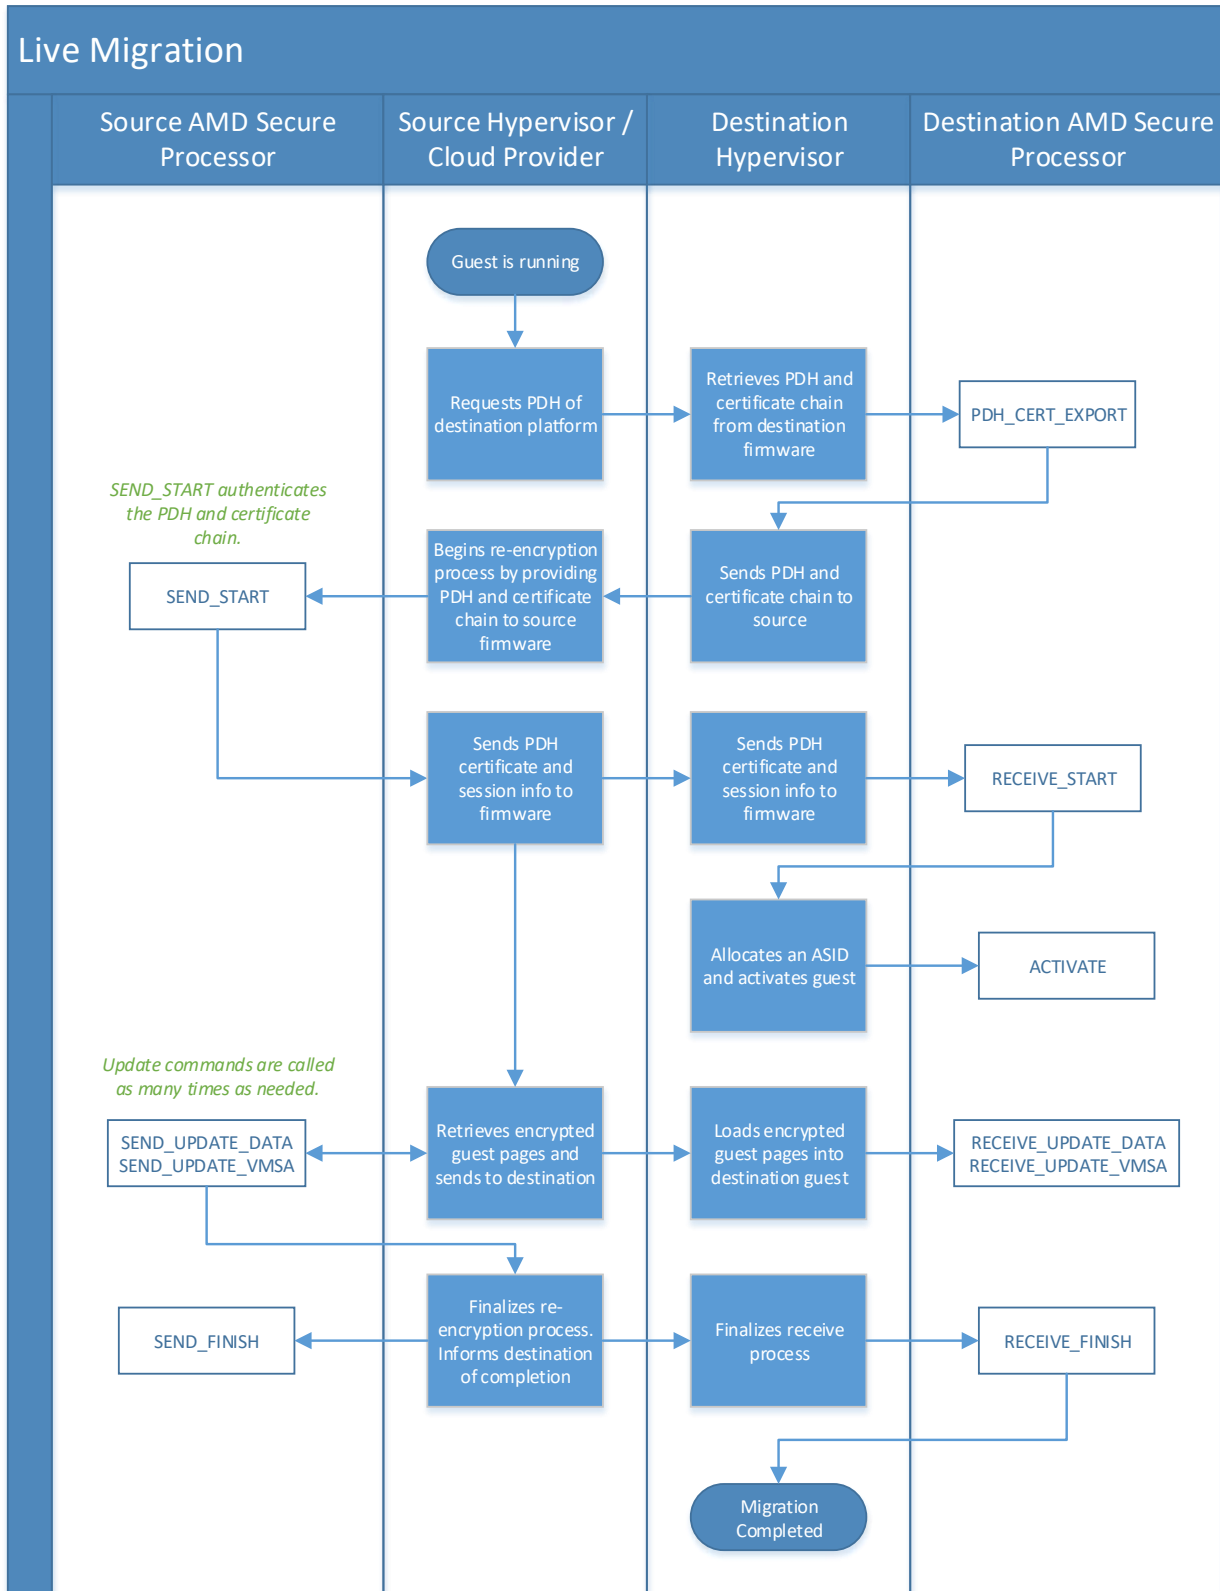 Live Migration
Source AMD Secure
Processor
Source Hypervisor /
Cloud Provider
Destination
Hypervisor
Destination AMD Secure
Processor
Guest is running
Requests PDH of
destination platform
Retrieves PDH and
certificate chain
from destination
firmware
PDH_CERT_EXPORT
SEND_START authenticates
the PDH and certificate
chain.
SEND_START
Begins re-encryption
process by providing
PDH and certificate
chain to source
firmware
Sends PDH and
certificate chain to
source
Sends PDH
certificate and
session info to
firmware
Sends PDH
certificate and
session info to
firmware
RECEIVE_START
Allocates an ASID
and activates guest
ACTIVATE
Update commands are called
as many times as needed.
SEND_UPDATE_DATA
SEND_UPDATE_VMSA
Retrieves encrypted
guest pages and
sends to destination
Loads encrypted
guest pages into
destination guest
RECEIVE_UPDATE_DATA
RECEIVE_UPDATE_VMSA
SEND_FINISH
Finalizes re-
encryption process.
Informs destination
of completion
Finalizes receive
process
RECEIVE_FINISH
Migration
Completed